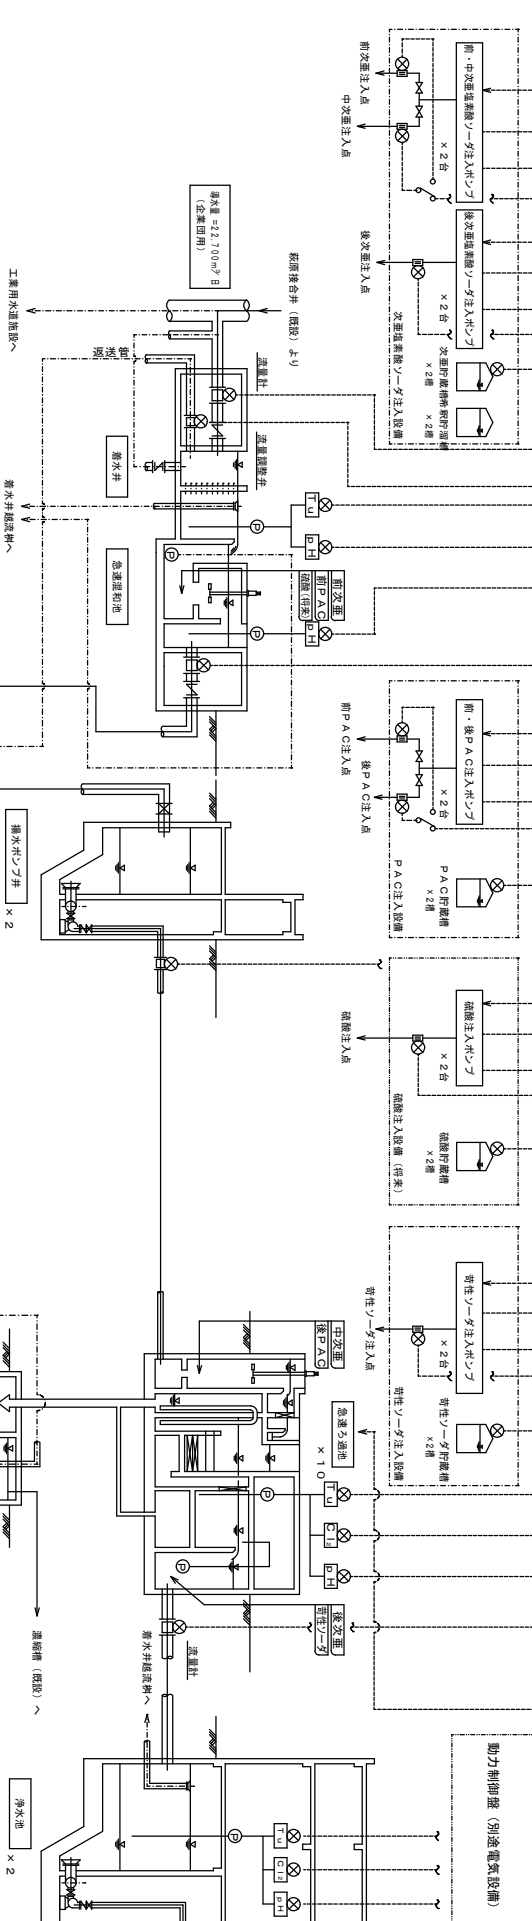 前・中次亜塩素酸ソーダ注入ポンプ
×２台
前次亜注入点
中次亜注入点
後次亜塩素酸ソーダ注入ポンプ
×２台
後次亜注入点
次亜貯蔵槽
×２槽
希釈貯湿槽
×２槽
次亜塩素酸ソーダ注入設備
導水量 =22,700m³/日
(企業団用)
萩原接合井 (既設) より
工業用水道施設へ
返送管
流量計
流量調整弁
着水井
着水井越流桝へ
急速混和池
Tu
pH
P
P
P
前次亜
前PAC
硫酸(将来)
pH
前・後PAC注入ポンプ
×２台
前PAC注入点
後PAC注入点
PAC貯蔵槽
×２槽
PAC注入設備
揚水ポンプ井
×２
硫酸注入ポンプ
×２台
硫酸注入点
硫酸貯蔵槽
×２槽
硫酸注入設備 (将来)
苛性ソーダ注入ポンプ
×２台
苛性ソーダ注入点
苛性ソーダ貯蔵槽
×２槽
苛性ソーダ注入設備
中次亜
後PAC
急速ろ過池
×１０
Tu
Cl₂
pH
P
P
後次亜
苛性ソーダ
流量計
着水井越流桝へ
濃縮槽 (既設) へ
動力制御盤 (別途電気設備)
浄水池
×２
P
Tu
Cl₂
pH